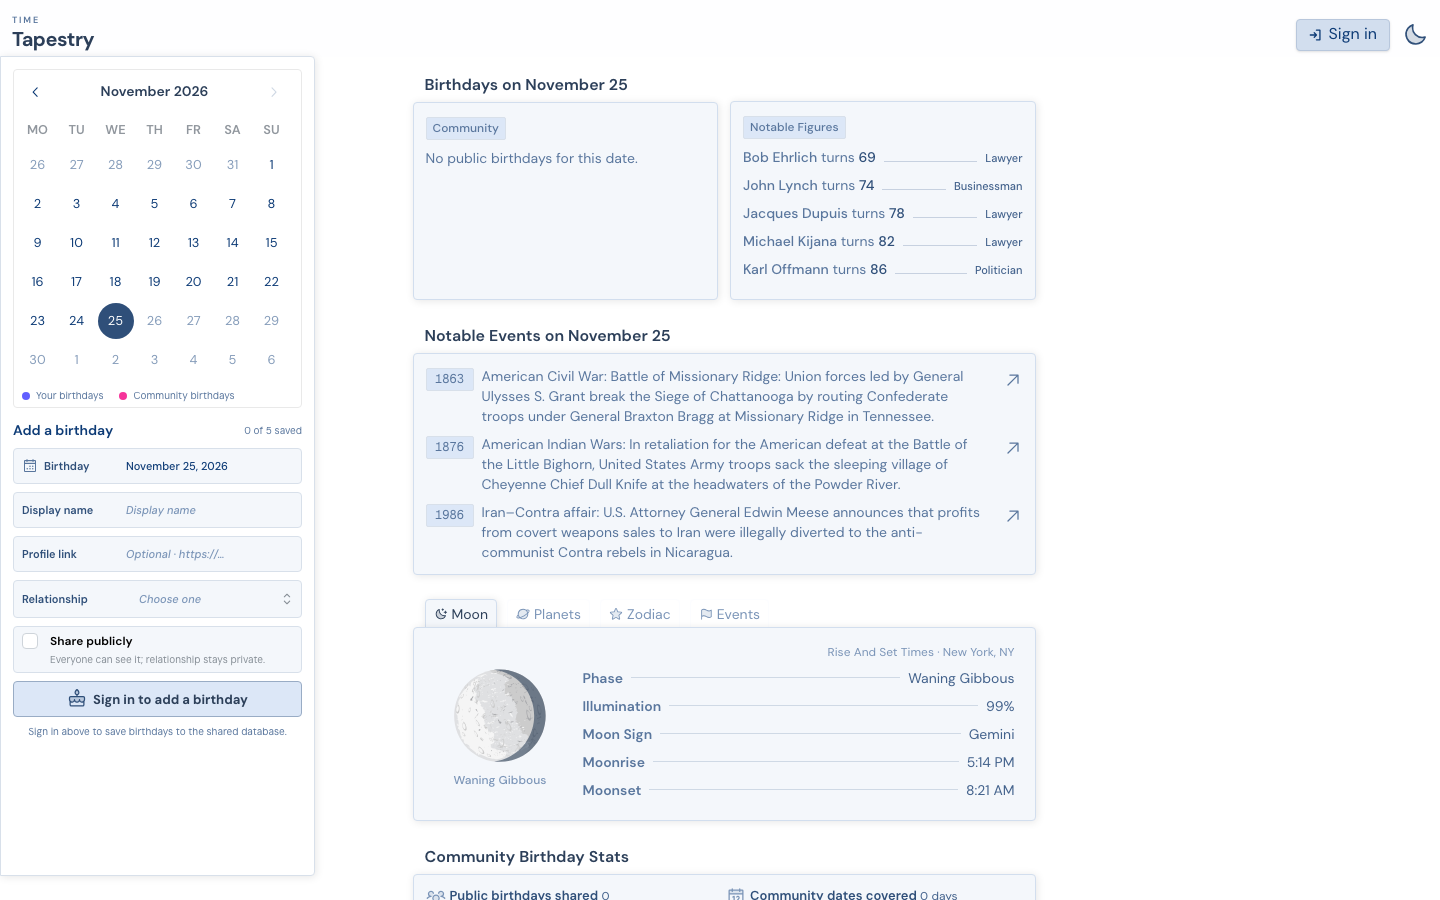 TIME
Tapestry
Sign in
November 2026
MO TU WE TH FR SA SU
26 27 28 29 30 31 1
2 3 4 5 6 7 8
9 10 11 12 13 14 15
16 17 18 19 20 21 22
23 24 25 26 27 28 29
30 1 2 3 4 5 6
Your birthdays Community birthdays
Add a birthday 0 of 5 saved
Birthday November 25, 2026
Display name Display name
Profile link Optional · https://...
Relationship Choose one
Share publicly
Everyone can see it; relationship stays private.
Sign in to add a birthday
Sign in above to save birthdays to the shared database.
Birthdays on November 25
Community
No public birthdays for this date.
Notable Figures
Bob Ehrlich turns 69 Lawyer
John Lynch turns 74 Businessman
Jacques Dupuis turns 78 Lawyer
Michael Kijana turns 82 Lawyer
Karl Offmann turns 86 Politician
Notable Events on November 25
1863 American Civil War: Battle of Missionary Ridge: Union forces led by General
Ulysses S. Grant break the Siege of Chattanooga by routing Confederate
troops under General Braxton Bragg at Missionary Ridge in Tennessee.
1876 American Indian Wars: In retaliation for the American defeat at the Battle of
the Little Bighorn, United States Army troops sack the sleeping village of
Cheyenne Chief Dull Knife at the headwaters of the Powder River.
1986 Iran–Contra affair: U.S. Attorney General Edwin Meese announces that profits
from covert weapons sales to Iran were illegally diverted to the anti-
communist Contra rebels in Nicaragua.
Moon Planets Zodiac Events
Rise And Set Times · New York, NY
Waning Gibbous
Phase Waning Gibbous
Illumination 99%
Moon Sign Gemini
Moonrise 5:14 PM
Moonset 8:21 AM
Community Birthday Stats
Public birthdays shared 0 Community dates covered 0 days